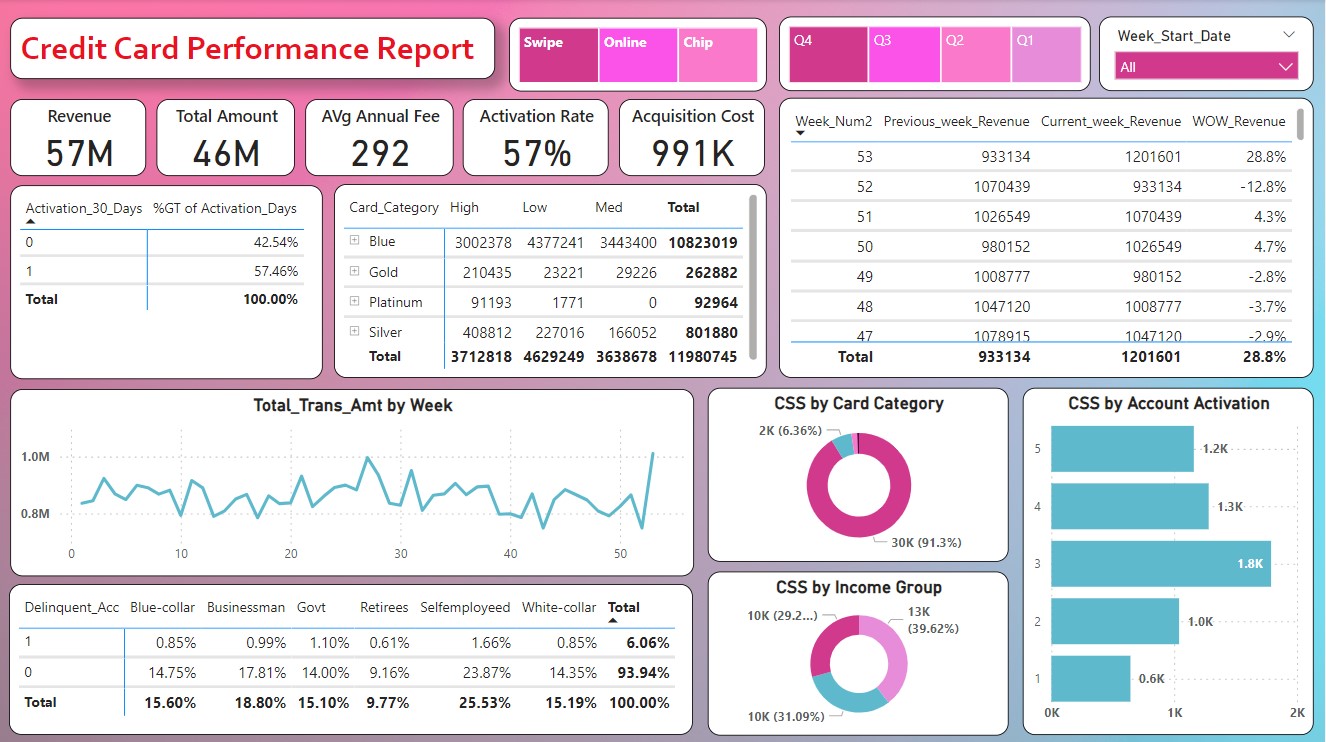 Credit Card Performance Report
Swipe Online Chip
Q4 Q3 Q2 Q1
Week_Start_Date
All
Revenue
57M
Total Amount
46M
AVg Annual Fee
292
Activation Rate
57%
Acquisition Cost
991K
Week_Num2 Previous_week_Revenue Current_week_Revenue WOW_Revenue
53 933134 1201601 28.8%
52 1070439 933134 -12.8%
51 1026549 1070439 4.3%
50 980152 1026549 4.7%
49 1008777 980152 -2.8%
48 1047120 1008777 -3.7%
47 1078915 1047120 -2.9%
Total 933134 1201601 28.8%
Activation_30_Days %GT of Activation_Days
0 42.54%
1 57.46%
Total 100.00%
Card_Category High Low Med Total
Blue 3002378 4377241 3443400 10823019
Gold 210435 23221 29226 262882
Platinum 91193 1771 0 92964
Silver 408812 227016 166052 801880
Total 3712818 4629249 3638678 11980745
Total_Trans_Amt by Week
1.0M
0.8M
0 10 20 30 40 50
CSS by Card Category
2K (6.36%)
30K (91.3%)
CSS by Account Activation
5 1.2K
4 1.3K
3 1.8K
2 1.0K
1 0.6K
0K 1K 2K
Delinquent_Acc Blue-collar Businessman Govt Retirees Selfemployeed White-collar Total
1 0.85% 0.99% 1.10% 0.61% 1.66% 0.85% 6.06%
0 14.75% 17.81% 14.00% 9.16% 23.87% 14.35% 93.94%
Total 15.60% 18.80% 15.10% 9.77% 25.53% 15.19% 100.00%
CSS by Income Group
10K (29.2...)
13K
(39.62%)
10K (31.09%)